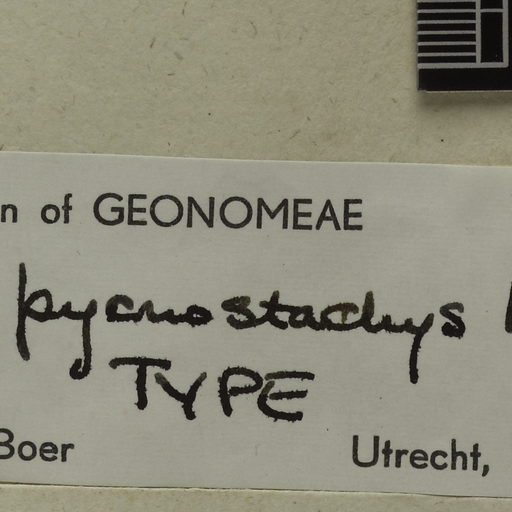 n of GEONOMEAE
pycnostachys
TYPE
Boer Utrecht,